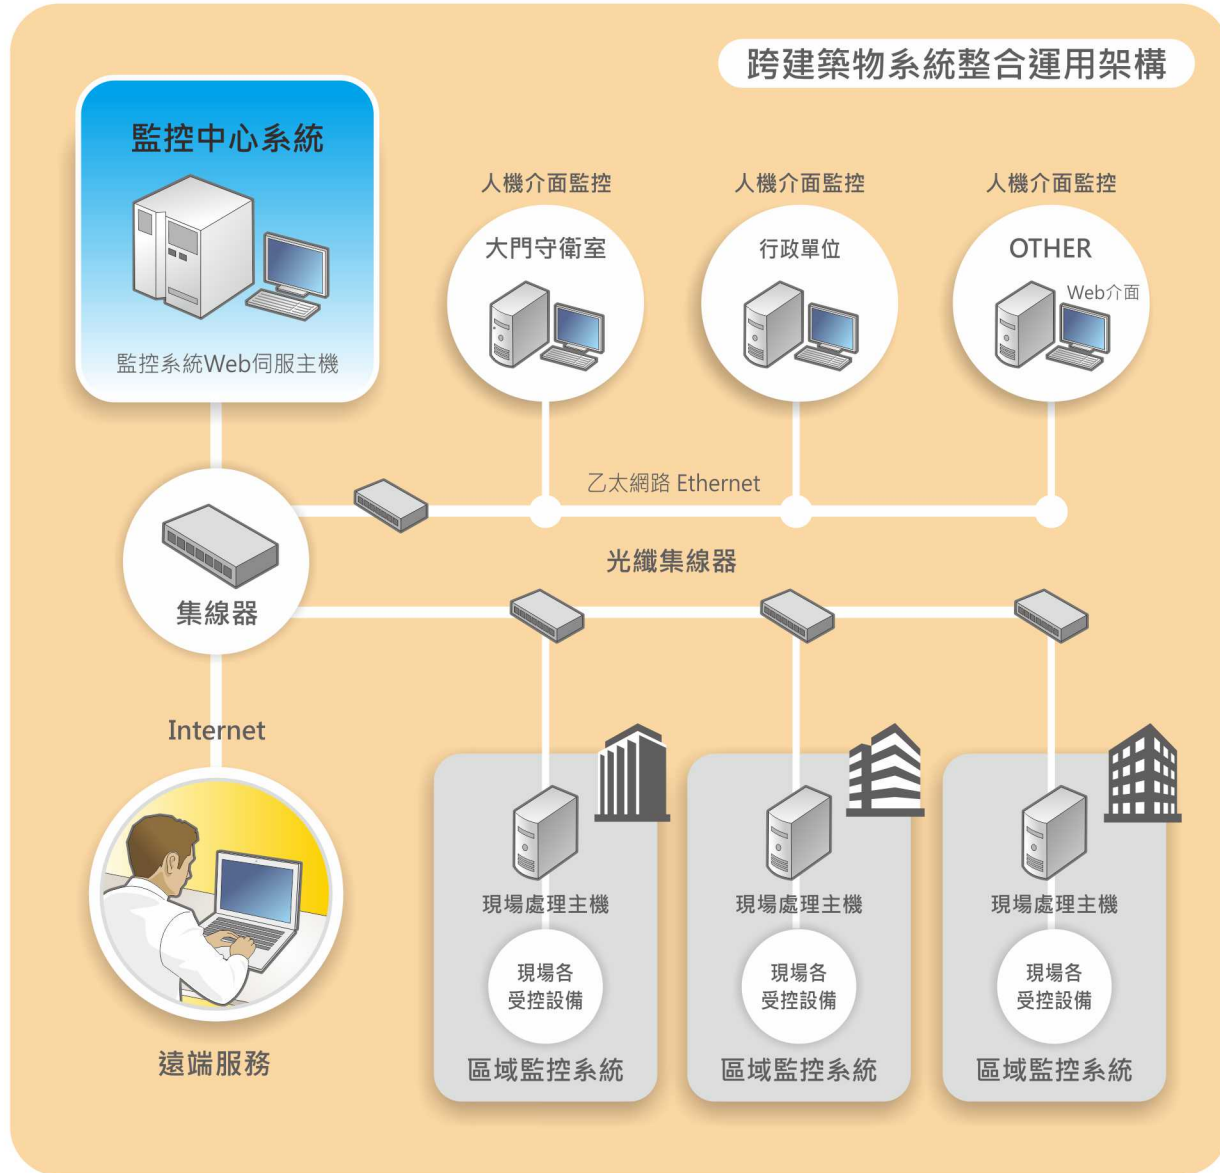 跨建築物系統整合運用架構
監控中心系統
監控系統Web伺服主機
人機介面監控
大門守衛室
人機介面監控
行政單位
人機介面監控
OTHER
Web介面
乙太網路 Ethernet
集線器
光纖集線器
Internet
遠端服務
現場處理主機
現場各
受控設備
區域監控系統
現場處理主機
現場各
受控設備
區域監控系統
現場處理主機
現場各
受控設備
區域監控系統